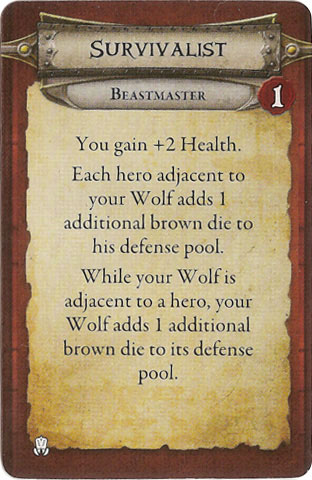 Survivalist
Beastmaster
1
You gain +2 Health.
Each hero adjacent to
your Wolf adds 1
additional brown die to
his defense pool.
While your Wolf is
adjacent to a hero, your
Wolf adds 1 additional
brown die to its defense
pool.